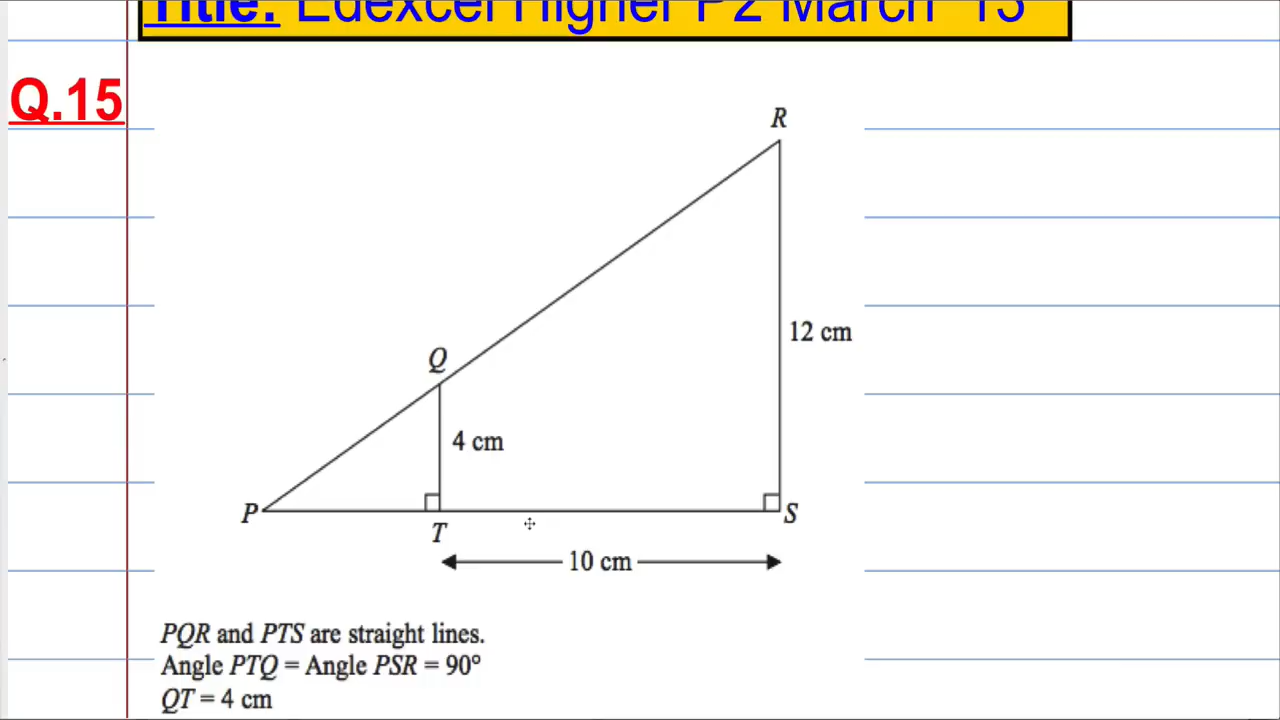 Title: Edexcel Higher P2 March '13
Q.15
R
12 cm
Q
4 cm
P
T
S
10 cm
PQR and PTS are straight lines.
Angle PTQ = Angle PSR = 90°
QT = 4 cm